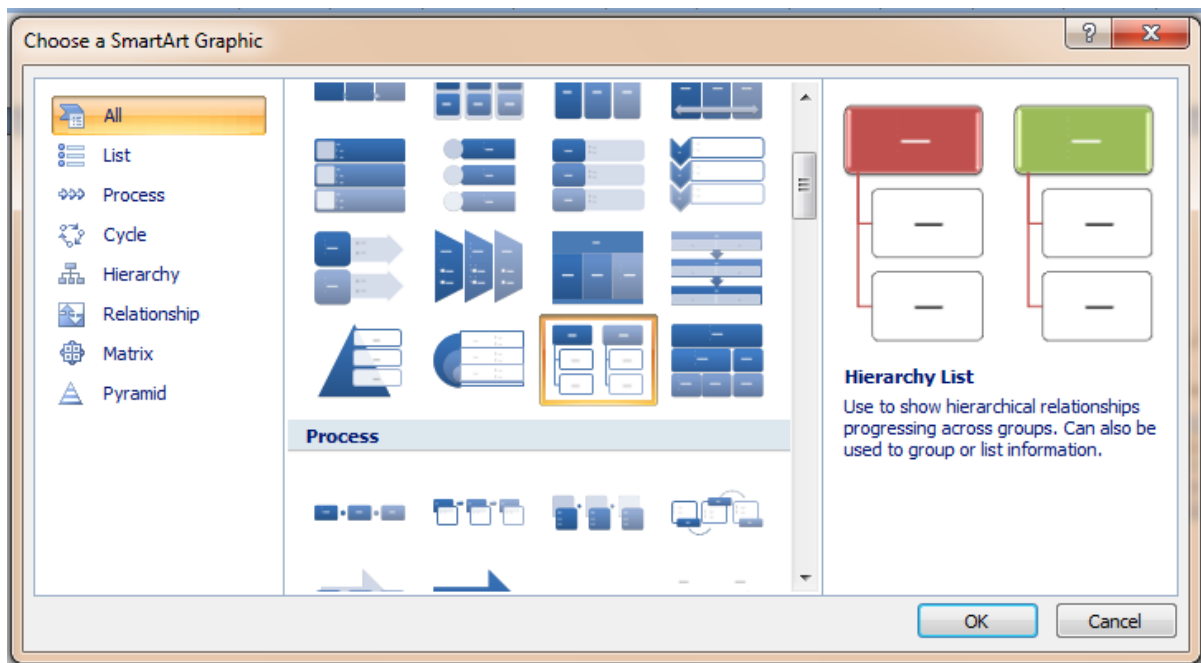 Choose a SmartArt Graphic
?
All
List
Process
Cycle
Hierarchy
Relationship
Matrix
Pyramid
Process
Hierarchy List
Use to show hierarchical relationships
progressing across groups. Can also be
used to group or list information.
OK
Cancel